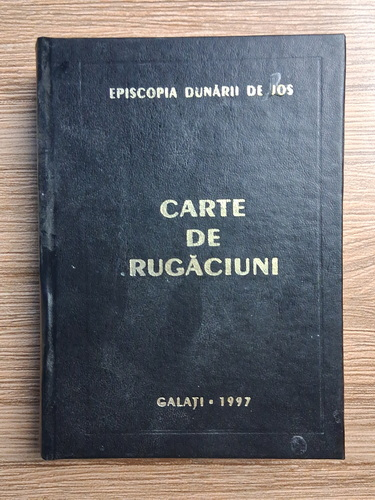 EPISCOPIA DUNĂRII DE JOS
CARTE
DE
RUGĂCIUNI
GALAȚI • 1997